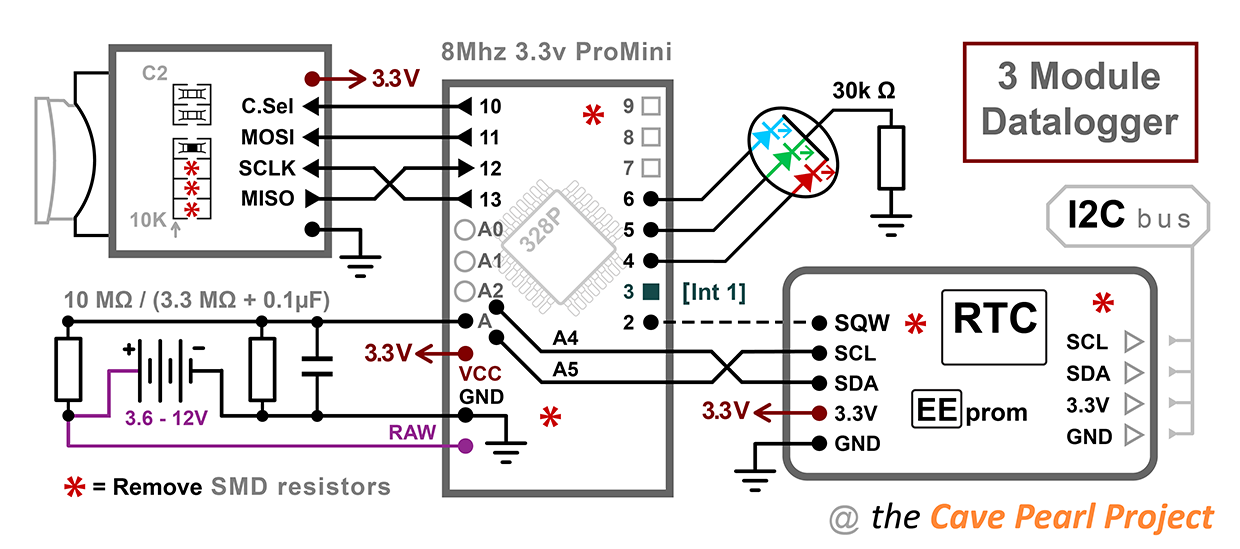 8Mhz 3.3v ProMini
3 Module
Datalogger
C2
3.3V
C.Sel
MOSI
SCLK
MISO
10K
* * *
10
11
12
13
A0
A1
A2
A
VCC
GND
RAW
*
328P
9
8
7
6
5
4
3
2
[Int 1]
30k Ω
I2C bus
10 MΩ / (3.3 MΩ + 0.1µF)
+ -
3.6 - 12V
3.3V
A4
A5
*
SQW *
SCL
SDA
3.3V
GND
3.3V
RTC
EEprom
*
SCL
SDA
3.3V
GND
* = Remove SMD resistors
@ the Cave Pearl Project